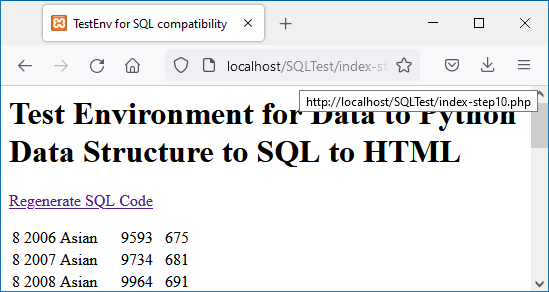 TestEnv for SQL compatibility
localhost/SQLTest/index-st
http://localhost/SQLTest/index-step10.php
Test Environment for Data to Python
Data Structure to SQL to HTML
Regenerate SQL Code
8 2006 Asian 9593 675
8 2007 Asian 9734 681
8 2008 Asian 9964 691